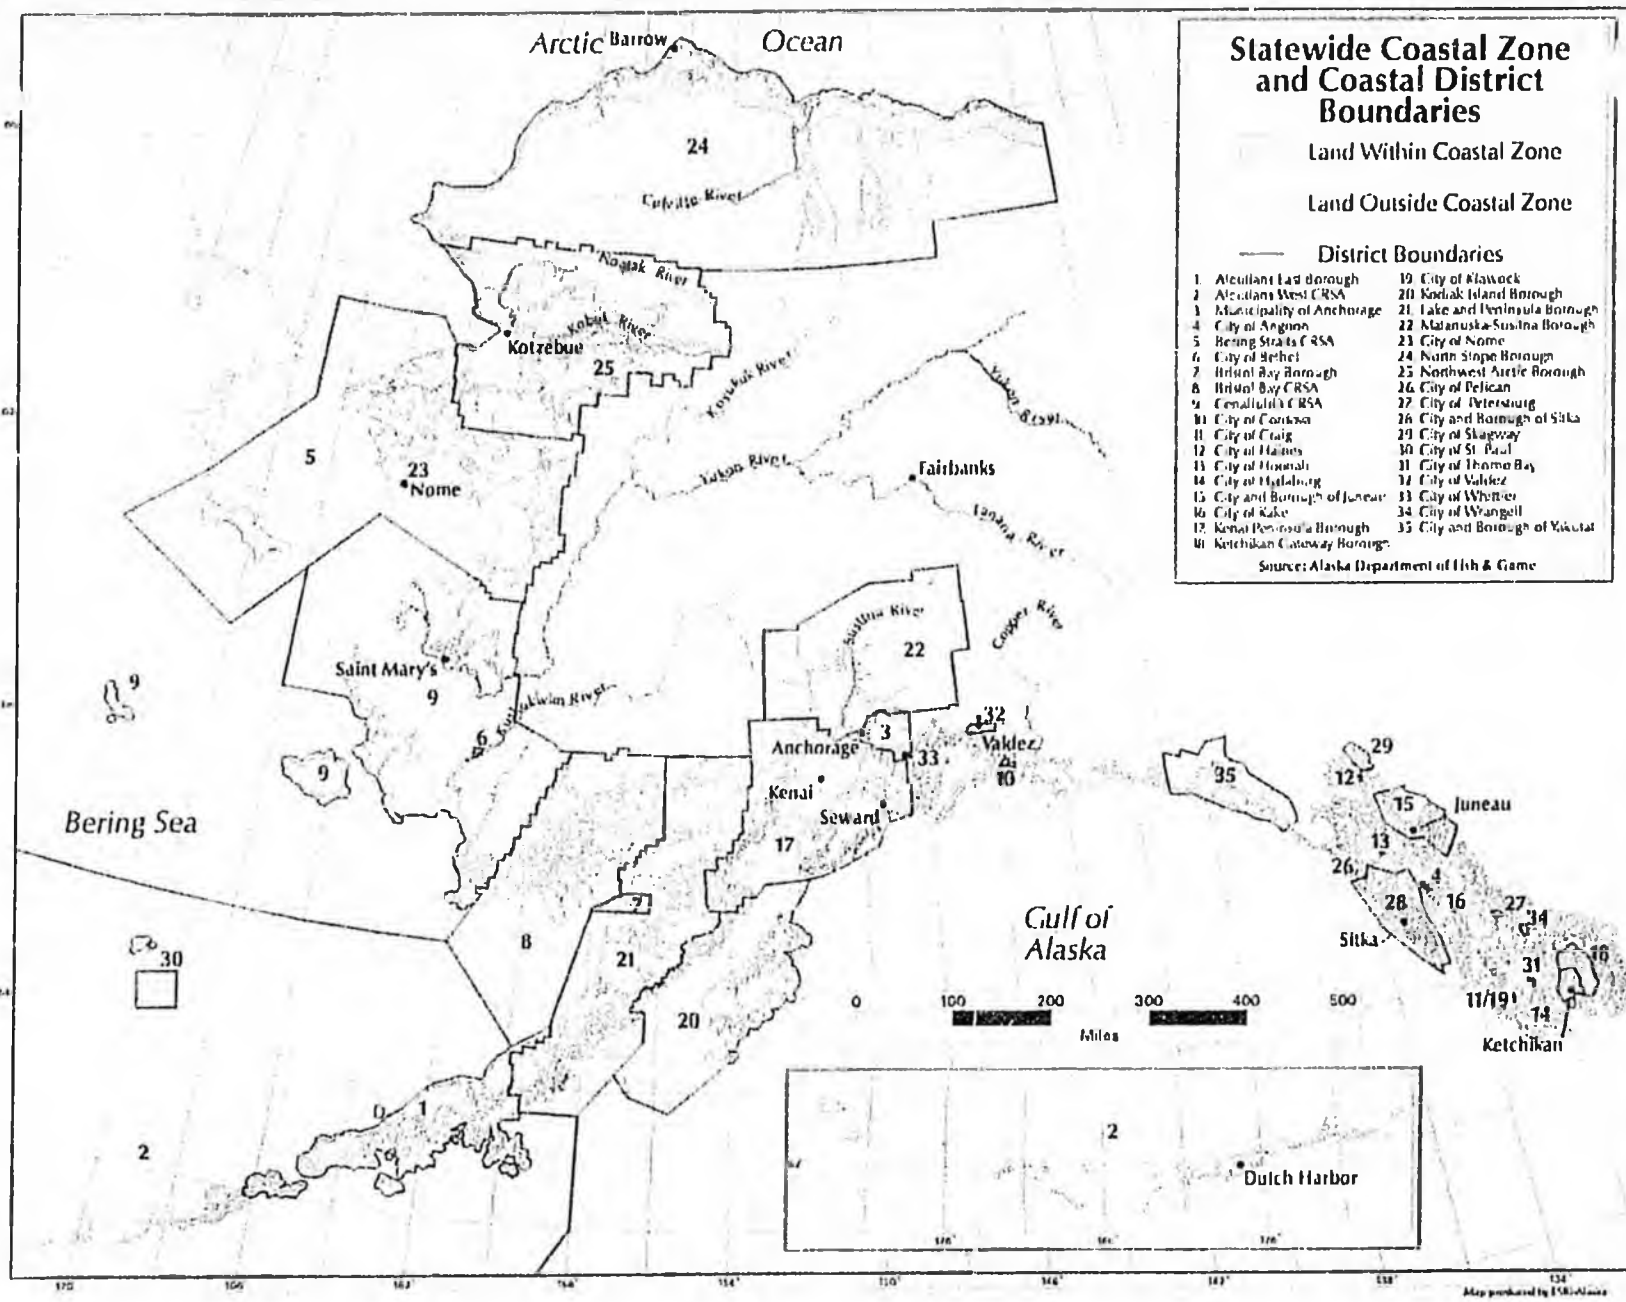 Statewide Coastal Zone
and Coastal District
Boundaries
Land Within Coastal Zone
Land Outside Coastal Zone
District Boundaries
1 Aleutians East Borough
2 Aleutians West CRSA
3 Municipality of Anchorage
4 City of Angoon
5 Bering Straits CRSA
6 City of Bethel
7 Bristol Bay Borough
8 Bristol Bay CRSA
9 Cenaliulriit CRSA
10 City of Cordova
11 City of Craig
12 City of Haines
13 City of Hoonah
14 City of Hydaburg
15 City and Borough of Juneau
16 City of Kake
17 Kenai Peninsula Borough
18 Ketchikan Gateway Borough
19 City of Klawock
20 Kodiak Island Borough
21 Lake and Peninsula Borough
22 Matanuska-Susitna Borough
23 City of Nome
24 North Slope Borough
25 Northwest Arctic Borough
26 City of Pelican
27 City of Petersburg
28 City and Borough of Sitka
29 City of Skagway
30 City of St. Paul
31 City of Thorne Bay
32 City of Valdez
33 City of Whittier
34 City of Wrangell
35 City and Borough of Yakutat
Source: Alaska Department of Fish & Game
Arctic Ocean
Barrow
24
Colville River
Noatak River
Kobuk River
Kotzebue
25
Koyukuk River
Yukon River
5
23
Nome
Yukon River
Fairbanks
Tanana River
Copper River
Susitna River
22
Saint Mary's
9
9
Kuskokwim River
6
9
3
Anchorage
32
Valdez
33
10
Kenai
Seward
17
Bering Sea
35
29
12
15
Juneau
13
26
4
28
16
27
34
Sitka
18
31
11/19
14
Ketchikan
7
8
21
20
30
Gulf of
Alaska
0 100 200 300 400 500
Miles
1
2
2
Dutch Harbor
Map produced by ESRI-Alaska